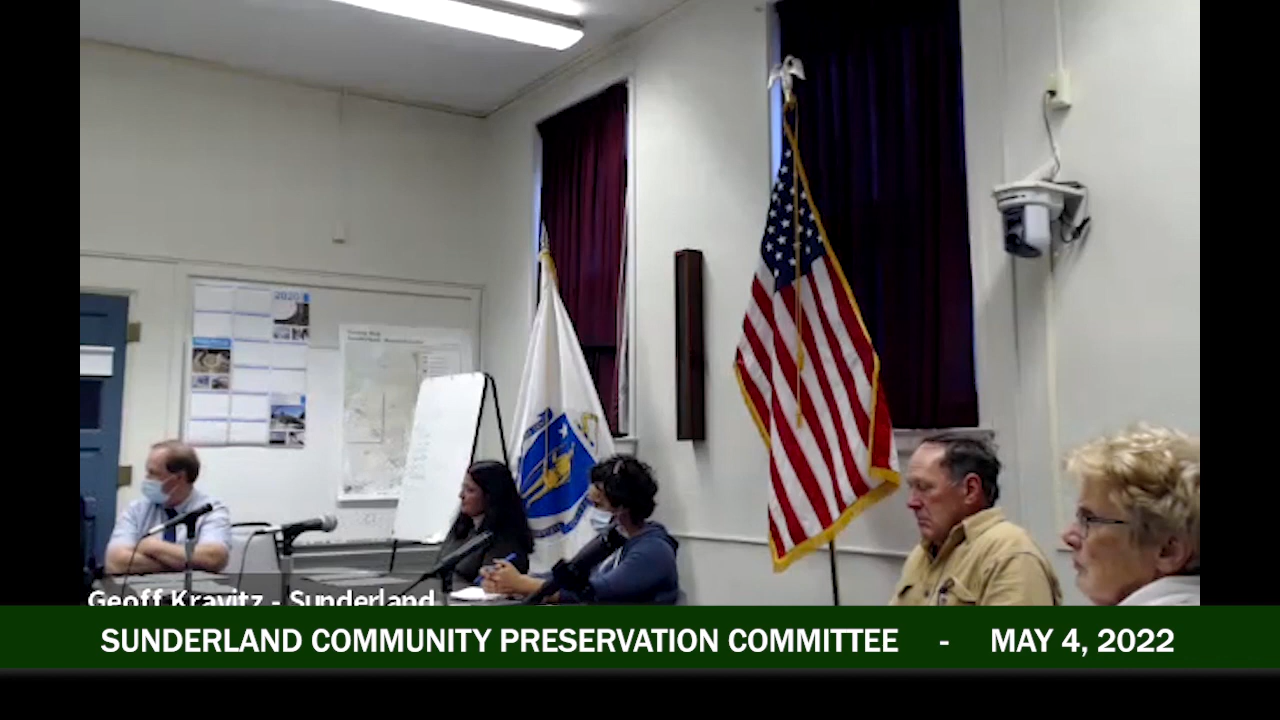 2020
Geoff Kravitz - Sunderland
SUNDERLAND COMMUNITY PRESERVATION COMMITTEE - MAY 4, 2022